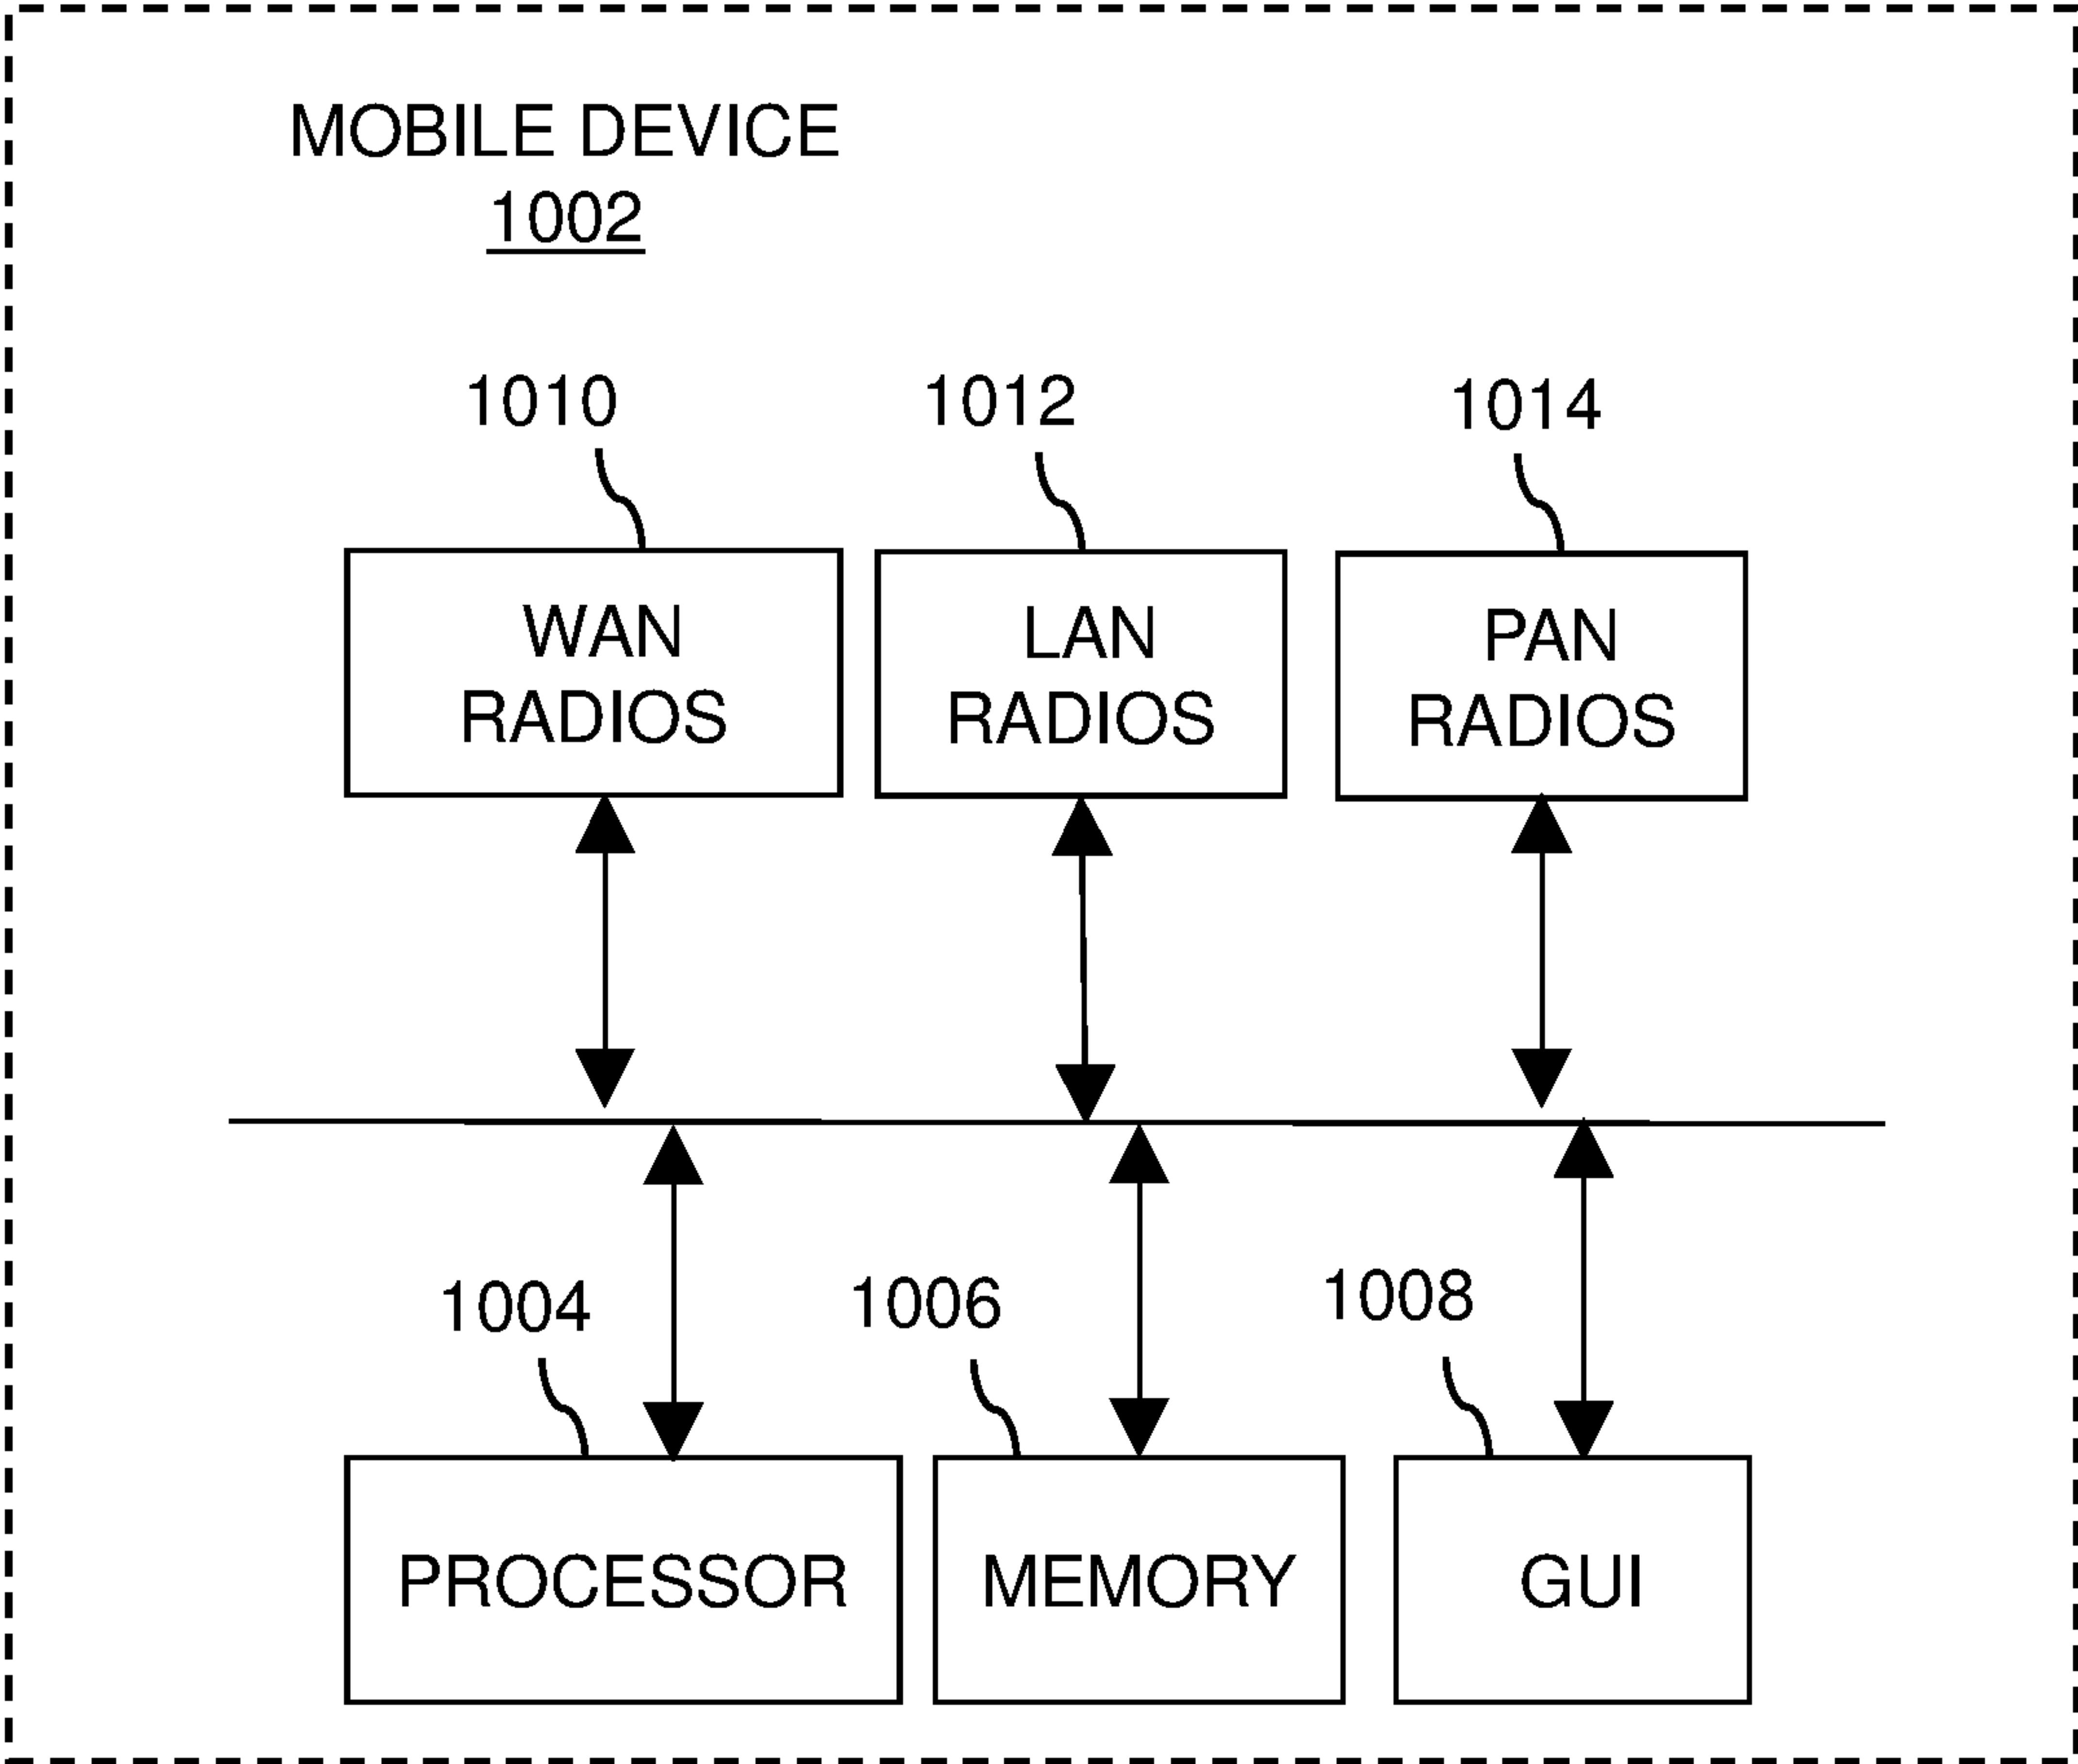 MOBILE DEVICE
1002
1010
1012
1014
WAN
RADIOS
LAN
RADIOS
PAN
RADIOS
1004
1006
1008
PROCESSOR
MEMORY
GUI